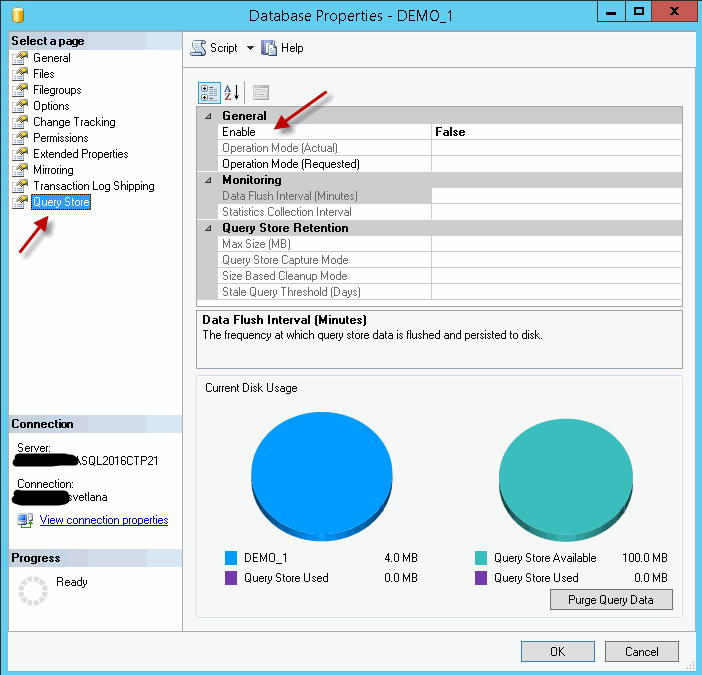 Database Properties - DEMO_1
Select a page
General
Files
Filegroups
Options
Change Tracking
Permissions
Extended Properties
Mirroring
Transaction Log Shipping
Query Store
Connection
Server:
\SQL2016CTP21
Connection:
svetlana
View connection properties
Progress
Ready
Script Help
General
Enable False
Operation Mode (Actual)
Operation Mode (Requested)
Monitoring
Data Flush Interval (Minutes)
Statistics Collection Interval
Query Store Retention
Max Size (MB)
Query Store Capture Mode
Size Based Cleanup Mode
Stale Query Threshold (Days)
Data Flush Interval (Minutes)
The frequency at which query store data is flushed and persisted to disk.
Current Disk Usage
DEMO_1 4.0 MB
Query Store Used 0.0 MB
Query Store Available 100.0 MB
Query Store Used 0.0 MB
Purge Query Data
OK Cancel